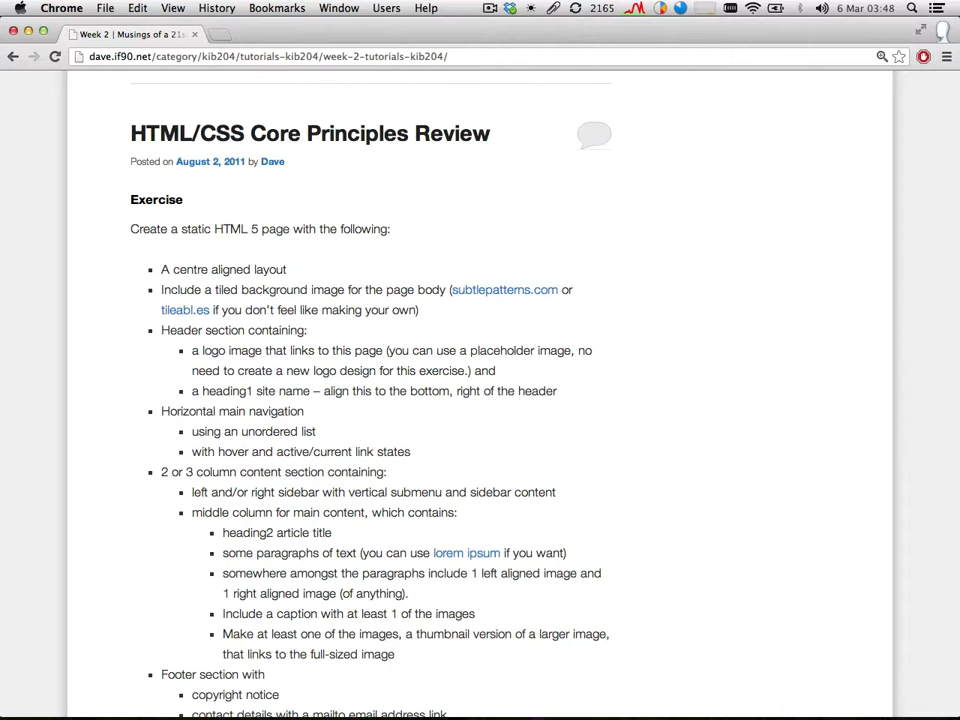 Chrome File Edit View History Bookmarks Window Users Help 2165 6 Mar 03:48
Week 2 | Musings of a 21s
dave.if90.net/category/kib204/tutorials-kib204/week-2-tutorials-kib204/
HTML/CSS Core Principles Review
Posted on August 2, 2011 by Dave
Exercise
Create a static HTML 5 page with the following:
A centre aligned layout
Include a tiled background image for the page body (subtlepatterns.com or
tileabl.es if you don't feel like making your own)
Header section containing:
a logo image that links to this page (you can use a placeholder image, no
need to create a new logo design for this exercise.) and
a heading1 site name – align this to the bottom, right of the header
Horizontal main navigation
using an unordered list
with hover and active/current link states
2 or 3 column content section containing:
left and/or right sidebar with vertical submenu and sidebar content
middle column for main content, which contains:
heading2 article title
some paragraphs of text (you can use lorem ipsum if you want)
somewhere amongst the paragraphs include 1 left aligned image and
1 right aligned image (of anything).
Include a caption with at least 1 of the images
Make at least one of the images, a thumbnail version of a larger image,
that links to the full-sized image
Footer section with
copyright notice
contact details with a mailto email address link